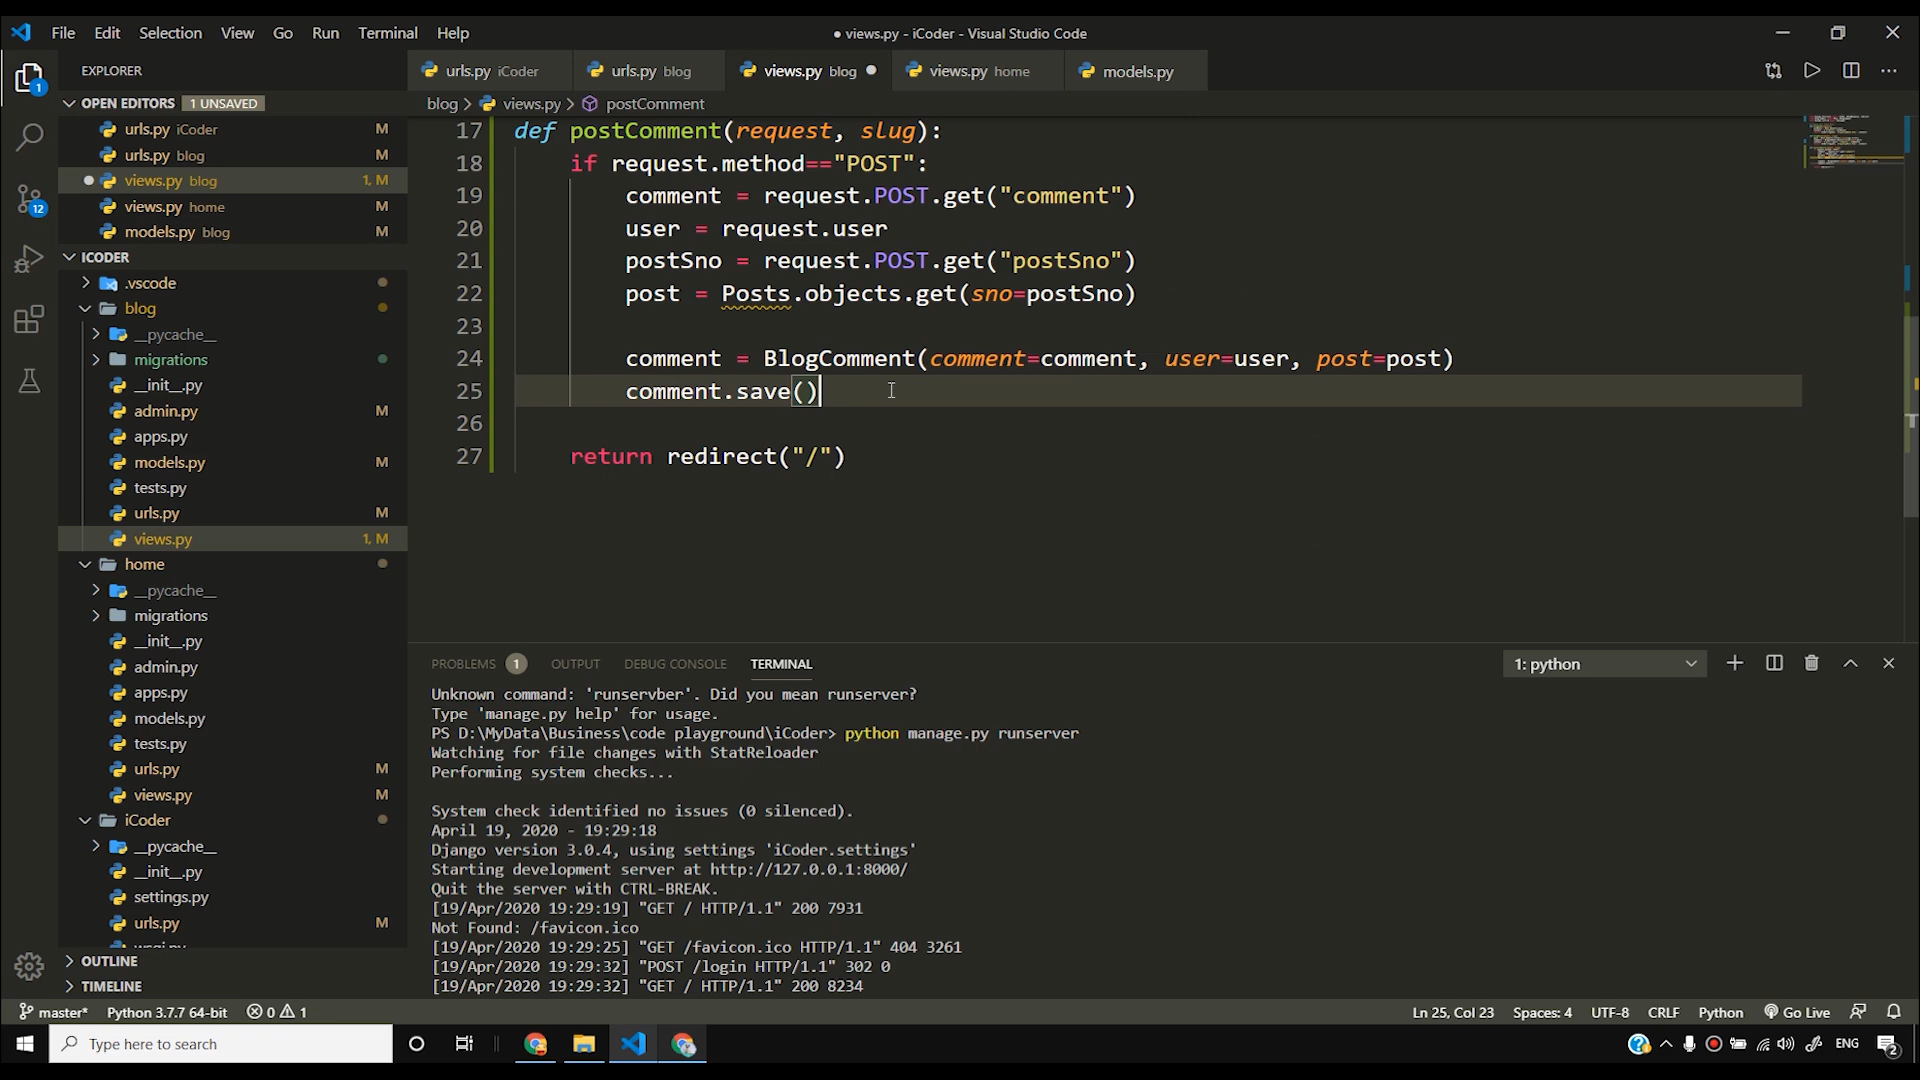 File Edit Selection View Go Run Terminal Help
● views.py - iCoder - Visual Studio Code
EXPLORER
OPEN EDITORS 1 UNSAVED
urls.py iCoder M
urls.py blog M
views.py blog 1, M
views.py home M
models.py blog M
ICODER
.vscode
blog
__pycache__
migrations
__init__.py
admin.py M
apps.py
models.py M
tests.py
urls.py M
views.py 1, M
home
__pycache__
migrations
__init__.py
admin.py
apps.py
models.py
tests.py
urls.py M
views.py M
iCoder
__pycache__
__init__.py
settings.py
urls.py M
wsgi.py
OUTLINE
TIMELINE
1
12
urls.py iCoder
urls.py blog
views.py blog ●
views.py home
models.py
blog > views.py > postComment
17 def postComment(request, slug):
18 if request.method=="POST":
19 comment = request.POST.get("comment")
20 user = request.user
21 postSno = request.POST.get("postSno")
22 post = Posts.objects.get(sno=postSno)
23
24 comment = BlogComment(comment=comment, user=user, post=post)
25 comment.save()
26
27 return redirect("/")
PROBLEMS 1 OUTPUT DEBUG CONSOLE TERMINAL
1: python
Unknown command: 'runservber'. Did you mean runserver?
Type 'manage.py help' for usage.
PS D:\MyData\Business\code playground\iCoder> python manage.py runserver
Watching for file changes with StatReloader
Performing system checks...
System check identified no issues (0 silenced).
April 19, 2020 - 19:29:18
Django version 3.0.4, using settings 'iCoder.settings'
Starting development server at http://127.0.0.1:8000/
Quit the server with CTRL-BREAK.
[19/Apr/2020 19:29:19] "GET / HTTP/1.1" 200 7931
Not Found: /favicon.ico
[19/Apr/2020 19:29:25] "GET /favicon.ico HTTP/1.1" 404 3261
[19/Apr/2020 19:29:32] "POST /login HTTP/1.1" 302 0
[19/Apr/2020 19:29:32] "GET / HTTP/1.1" 200 8234
master* Python 3.7.7 64-bit 0 1
Ln 25, Col 23 Spaces: 4 UTF-8 CRLF Python Go Live
Type here to search
ENG
2